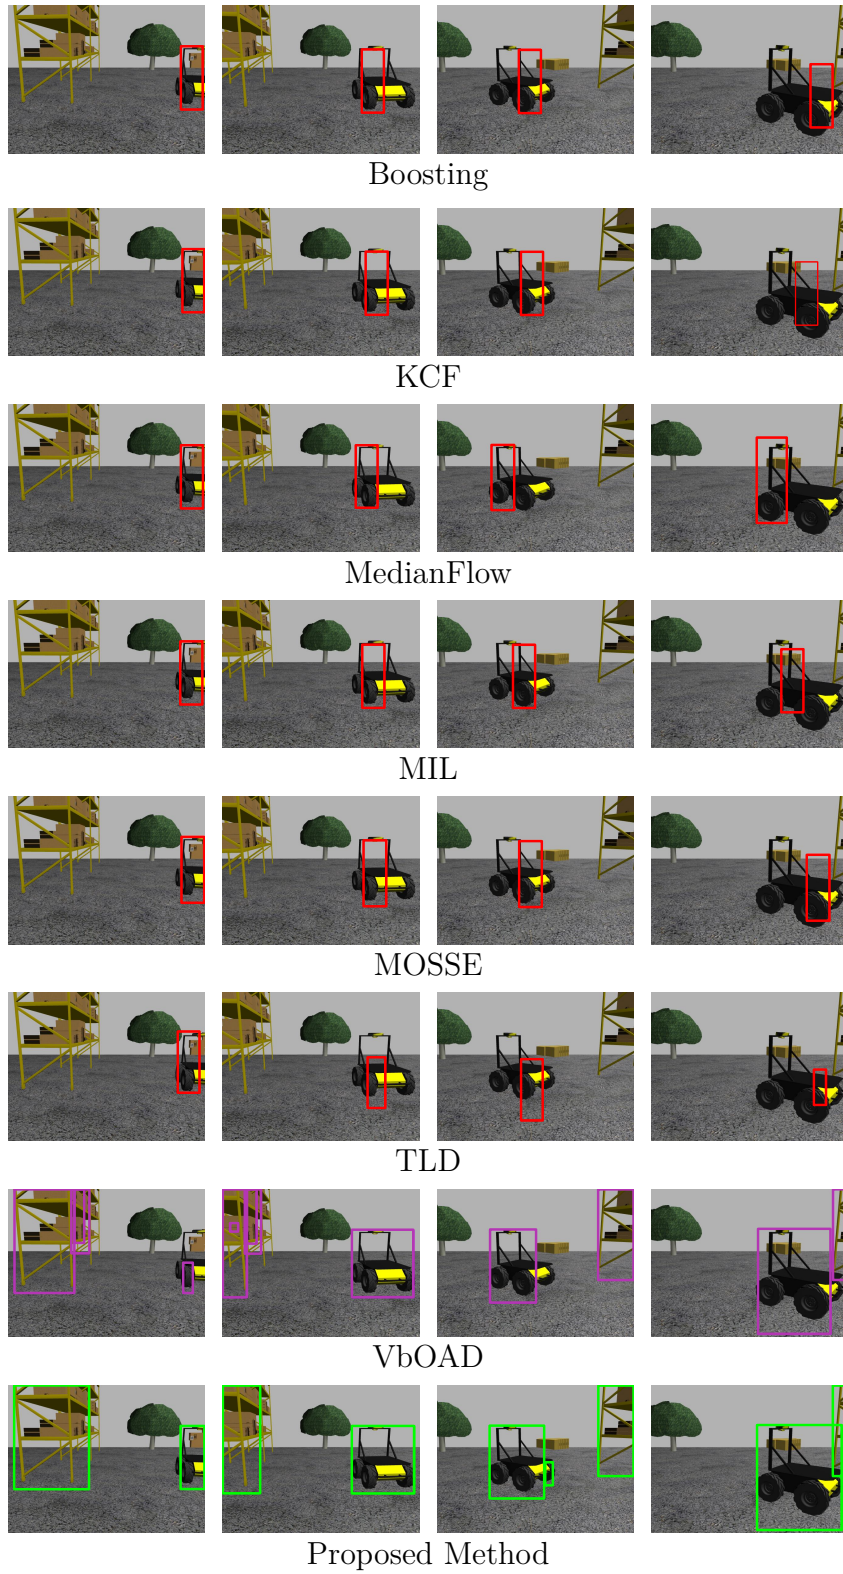 Boosting
KCF
MedianFlow
MIL
MOSSE
TLD
VbOAD
Proposed Method